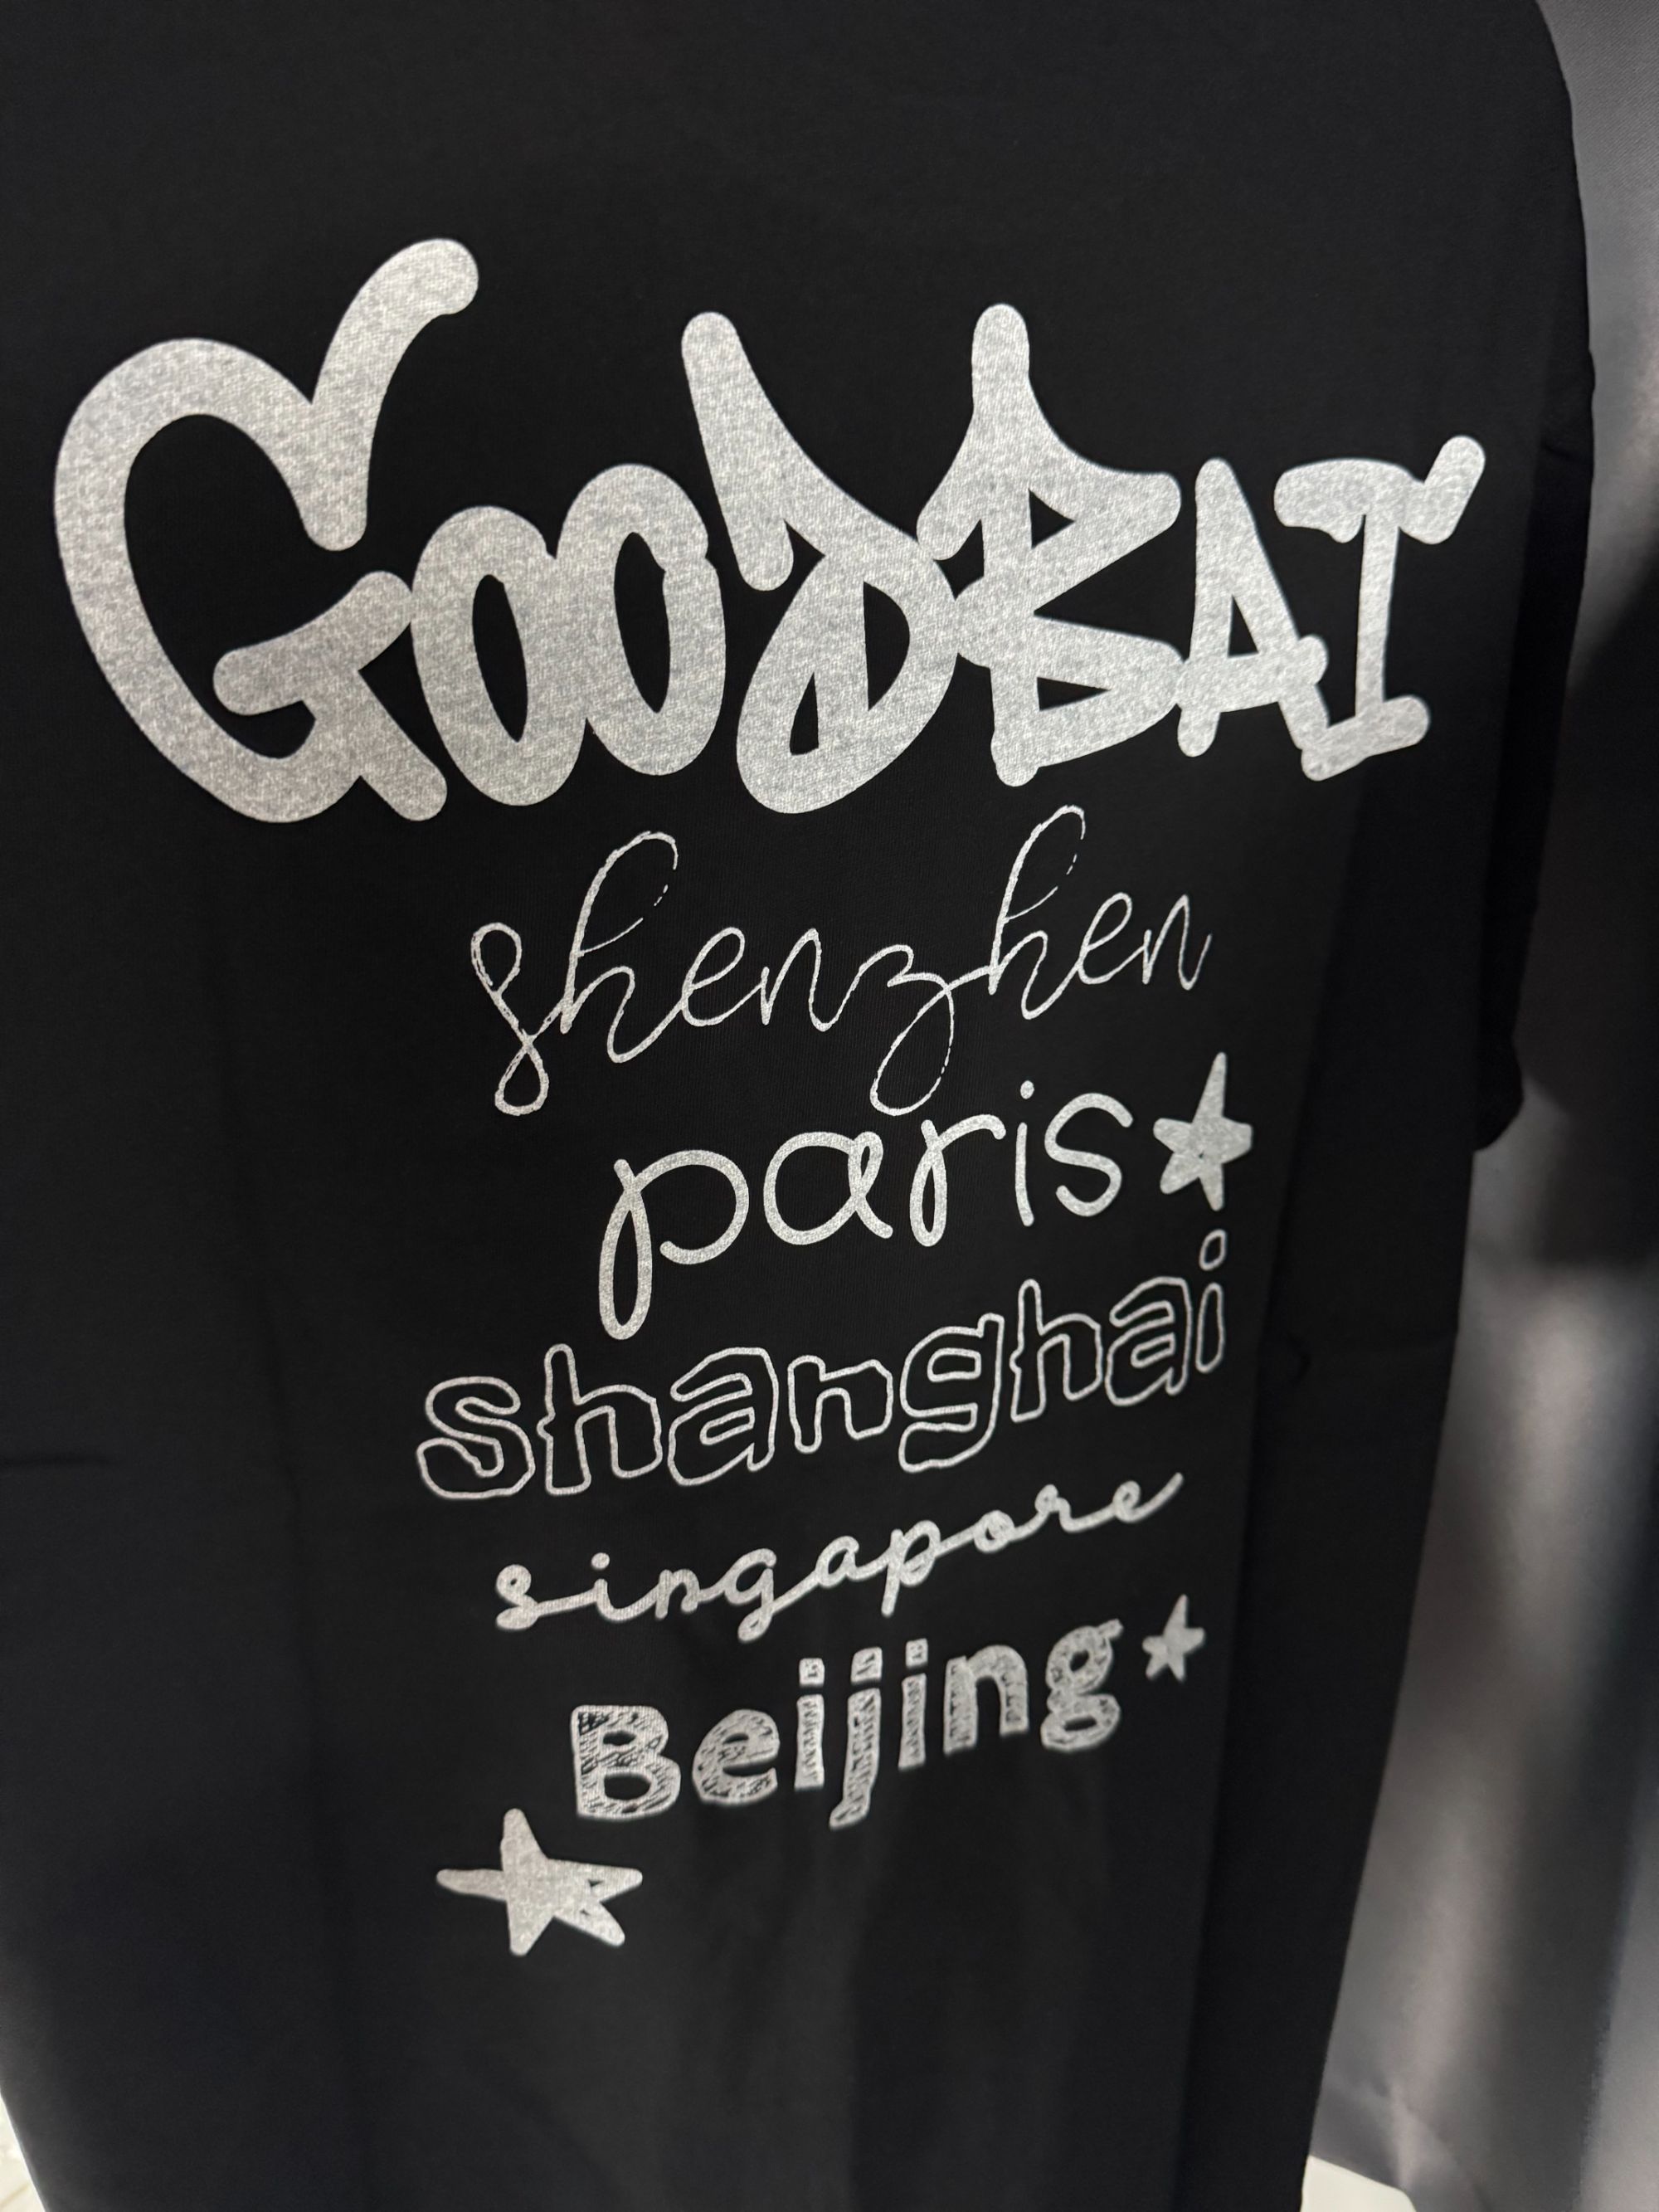 GOODBAI
shenzhen
paris
shanghai
singapore
Beijing